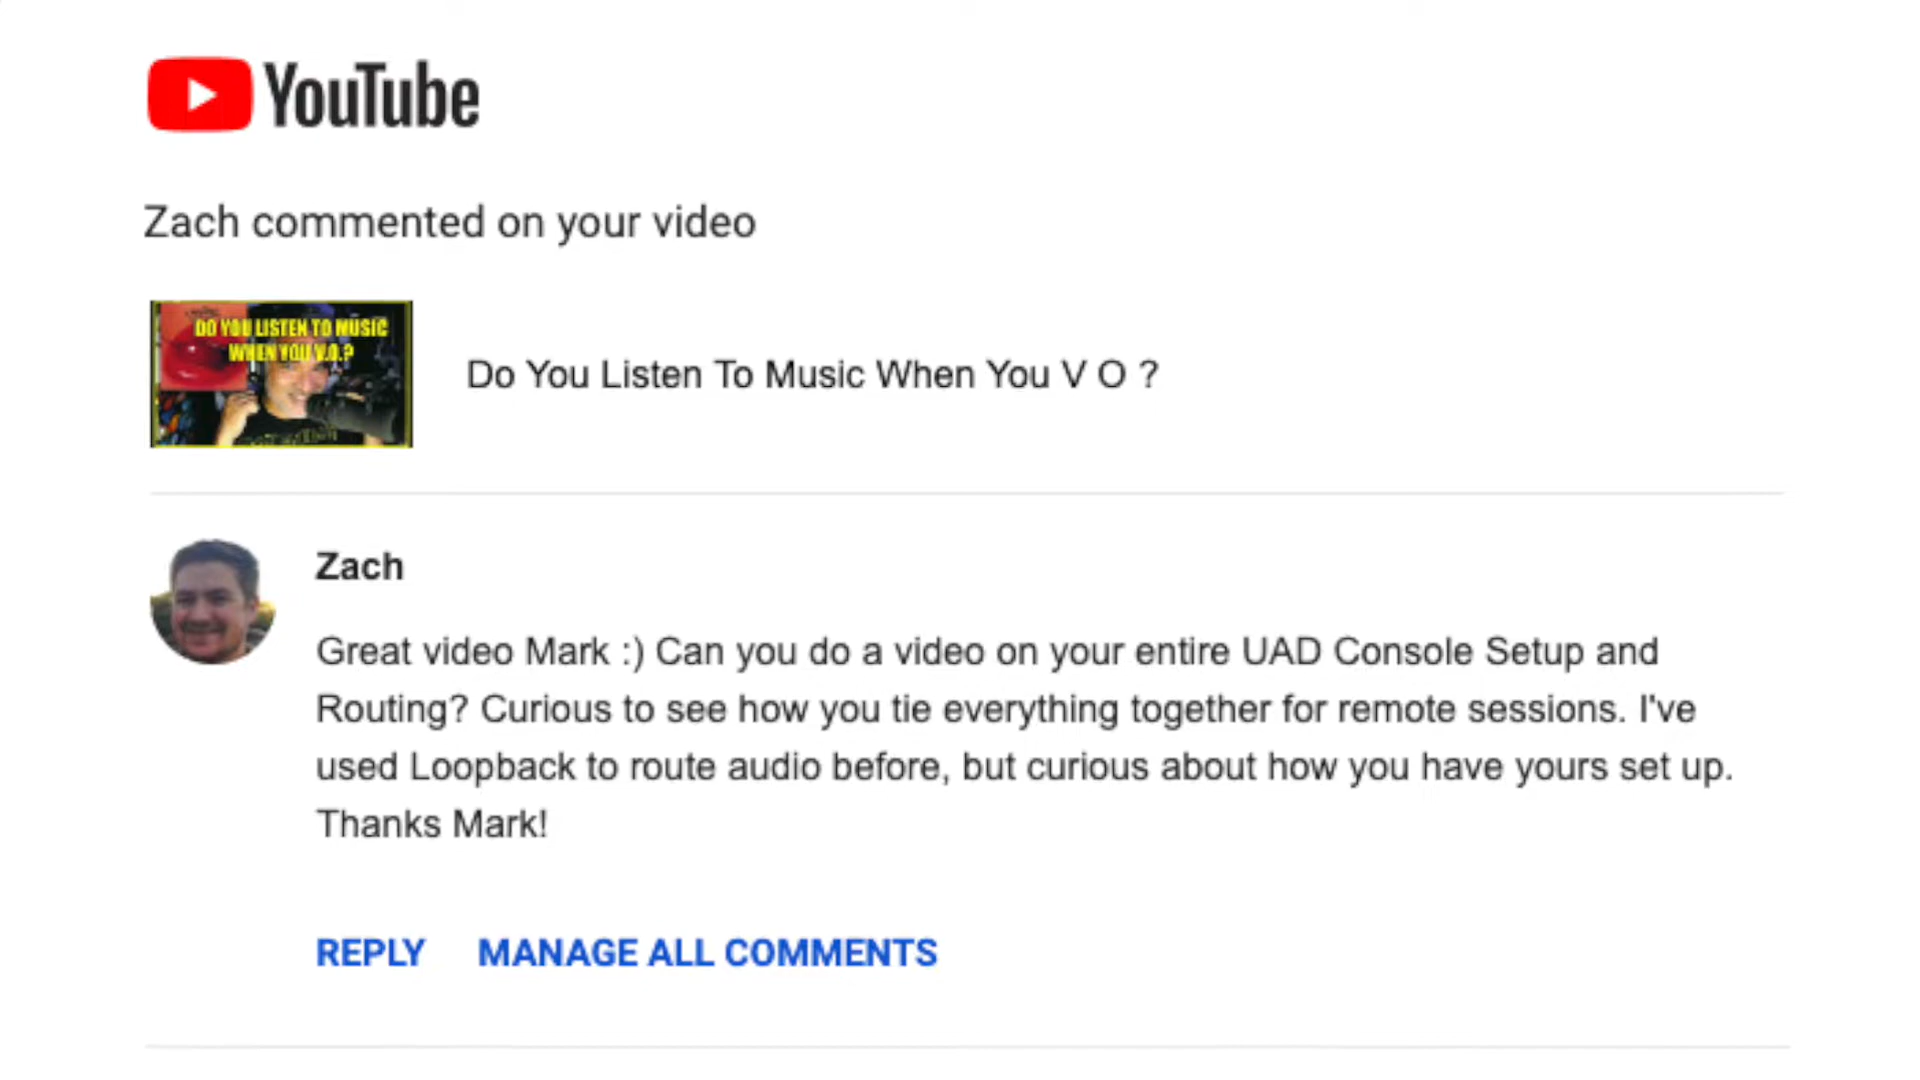 YouTube
Zach commented on your video
DO YOU LISTEN TO MUSIC
WHEN YOU V.O.?
Do You Listen To Music When You V O ?
Zach
Great video Mark :) Can you do a video on your entire UAD Console Setup and
Routing? Curious to see how you tie everything together for remote sessions. I've
used Loopback to route audio before, but curious about how you have yours set up.
Thanks Mark!
REPLY MANAGE ALL COMMENTS